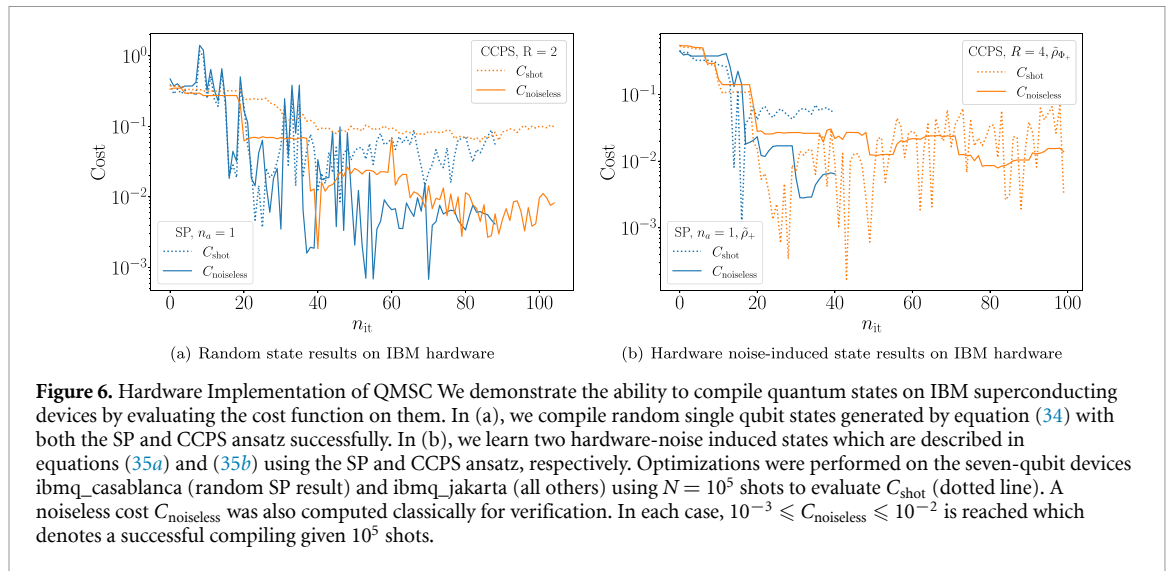 CCPS, R = 2
C_shot
C_noiseless
SP, n_a = 1
C_shot
C_noiseless
Cost
10^0
10^-1
10^-2
10^-3
0 20 40 60 80 100
n_it
(a) Random state results on IBM hardware
CCPS, R = 4, ρ̃_Φ+
C_shot
C_noiseless
SP, n_a = 1, ρ̃_+
C_shot
C_noiseless
Cost
10^-1
10^-2
10^-3
0 20 40 60 80 100
n_it
(b) Hardware noise-induced state results on IBM hardware
Figure 6. Hardware Implementation of QMSC We demonstrate the ability to compile quantum states on IBM superconducting
devices by evaluating the cost function on them. In (a), we compile random single qubit states generated by equation (34) with
both the SP and CCPS ansatz successfully. In (b), we learn two hardware-noise induced states which are described in
equations (35a) and (35b) using the SP and CCPS ansatz, respectively. Optimizations were performed on the seven-qubit devices
ibmq_casablanca (random SP result) and ibmq_jakarta (all others) using N = 10^5 shots to evaluate C_shot (dotted line). A
noiseless cost C_noiseless was also computed classically for verification. In each case, 10^-3 ⩽ C_noiseless ⩽ 10^-2 is reached which
denotes a successful compiling given 10^5 shots.